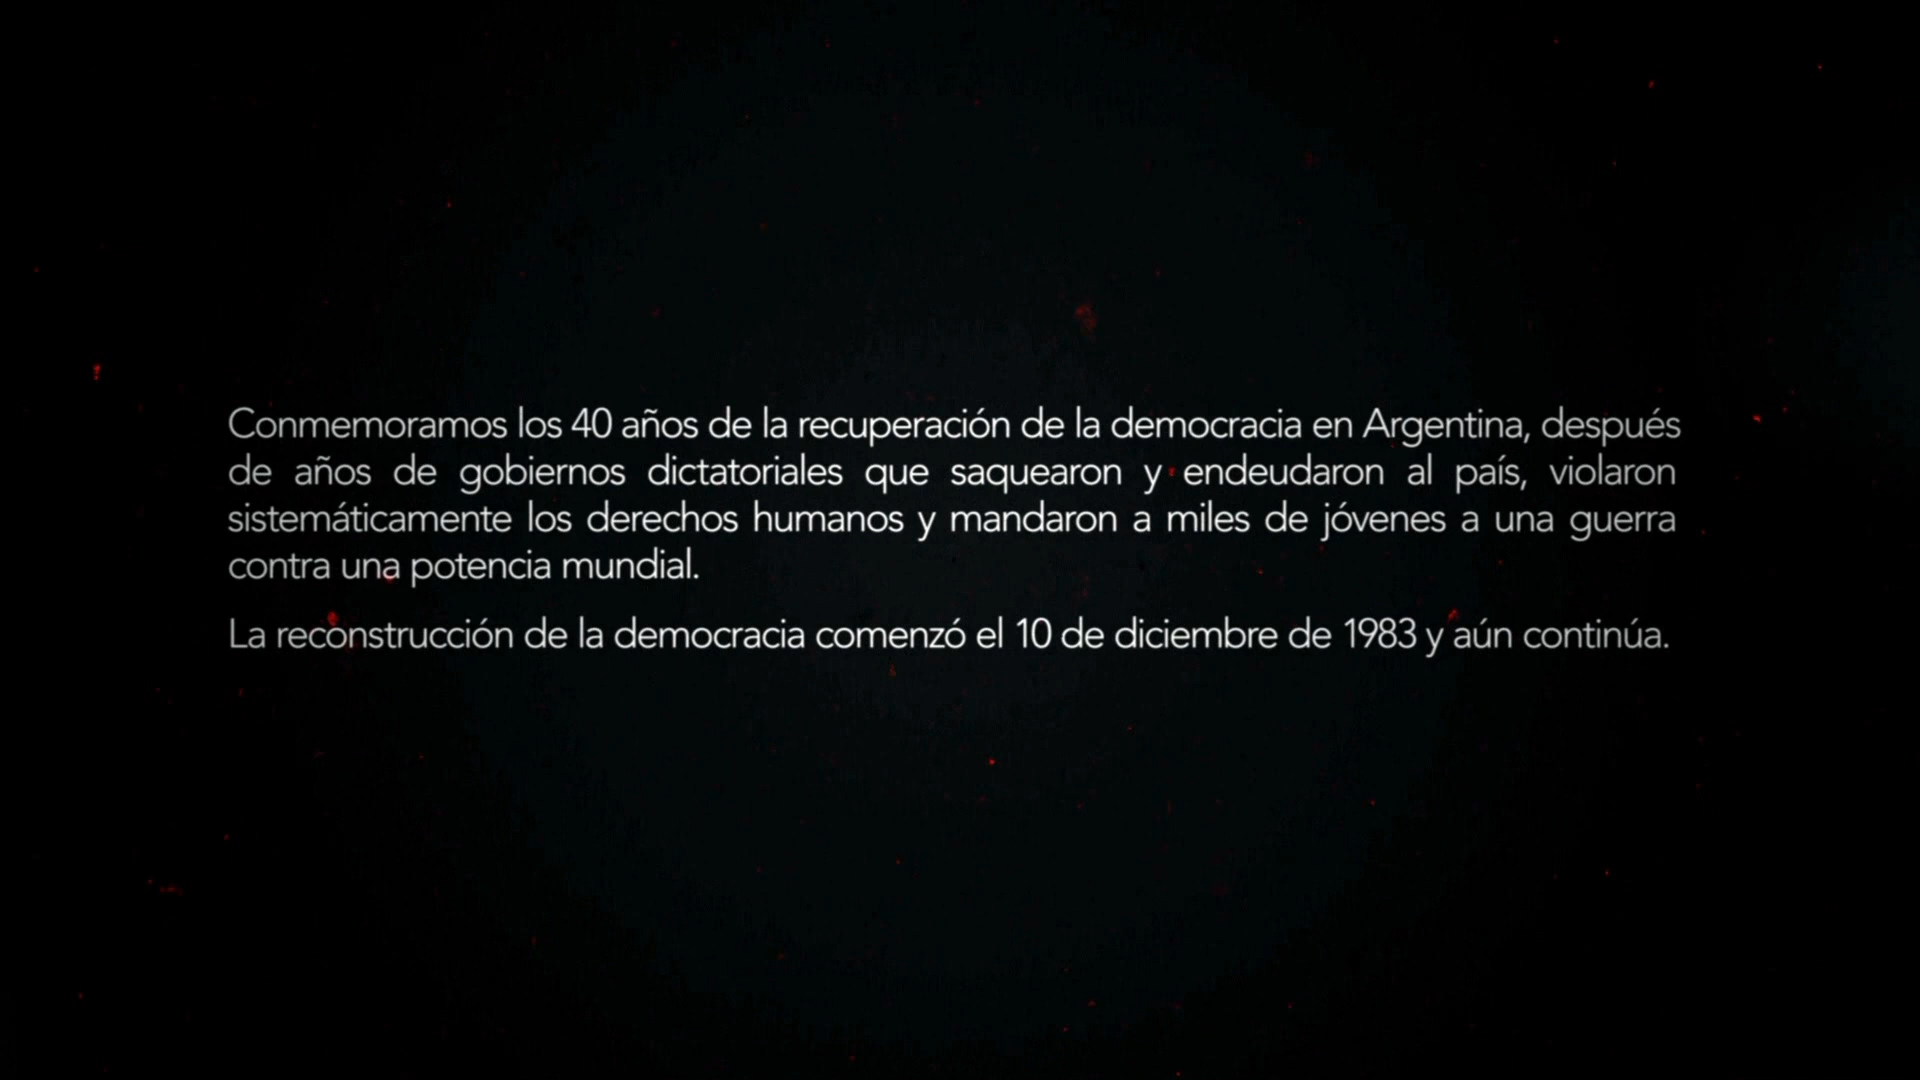 Conmemoramos los 40 años de la recuperación de la democracia en Argentina, después
de años de gobiernos dictatoriales que saquearon y endeudaron al país, violaron
sistemáticamente los derechos humanos y mandaron a miles de jóvenes a una guerra
contra una potencia mundial.
La reconstrucción de la democracia comenzó el 10 de diciembre de 1983 y aún continúa.